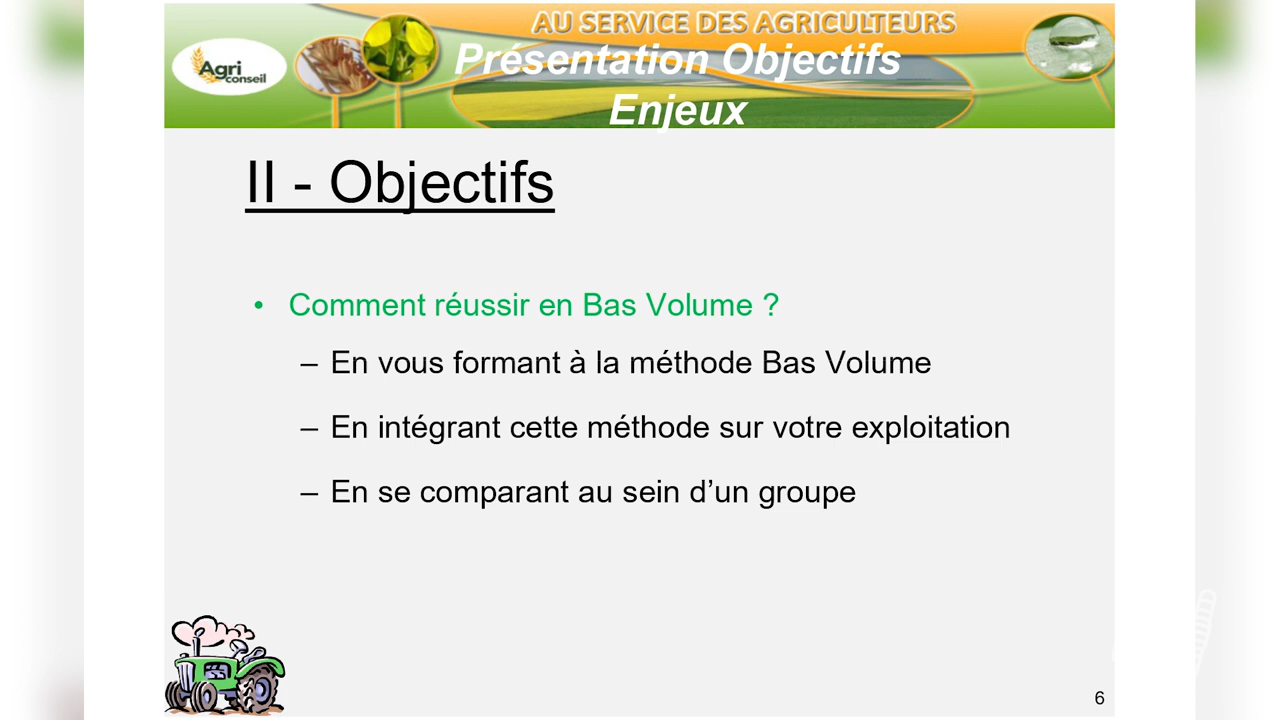 AU SERVICE DES AGRICULTEURS
Agri
conseil
Présentation Objectifs
Enjeux
II - Objectifs
• Comment réussir en Bas Volume ?
– En vous formant à la méthode Bas Volume
– En intégrant cette méthode sur votre exploitation
– En se comparant au sein d’un groupe
6